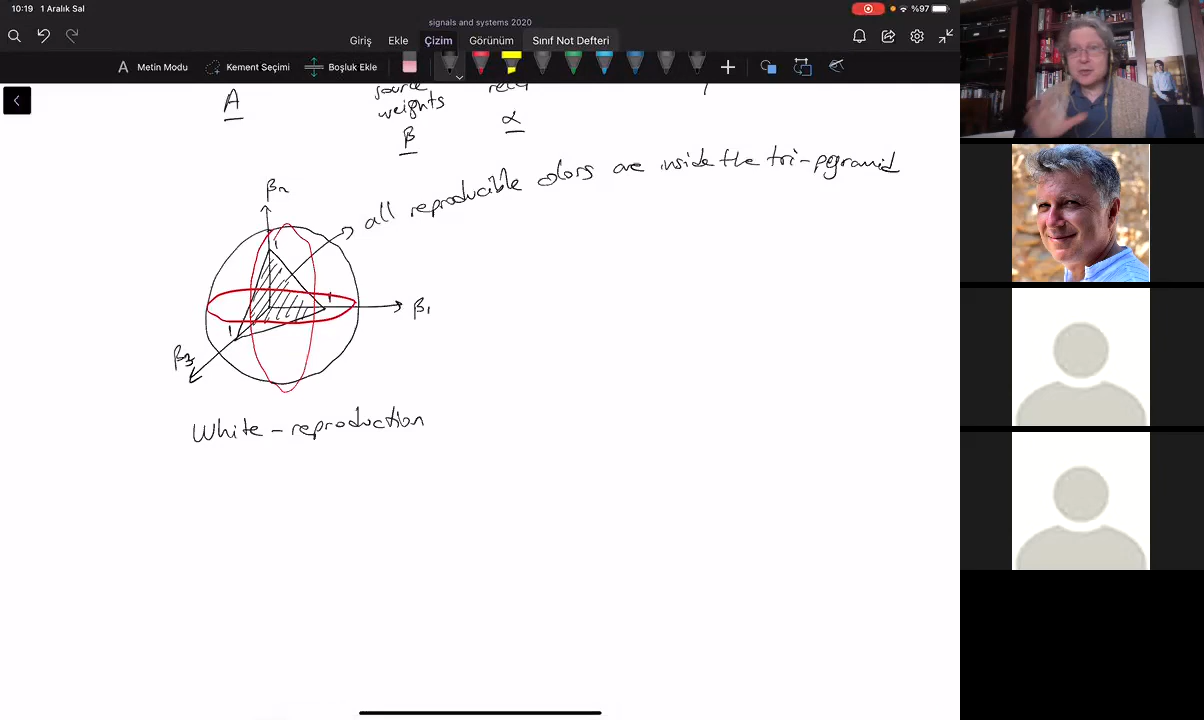 10:19 1 Aralık Sal
%97
signals and systems 2020
Giriş Ekle Çizim Görünüm Sınıf Not Defteri
A Metin Modu Kement Seçimi Boşluk Ekle
source
A weights
β α
all reproducible colors are inside the tri-pyramid
β2
1
1
β1
1
β3
White - reproduction